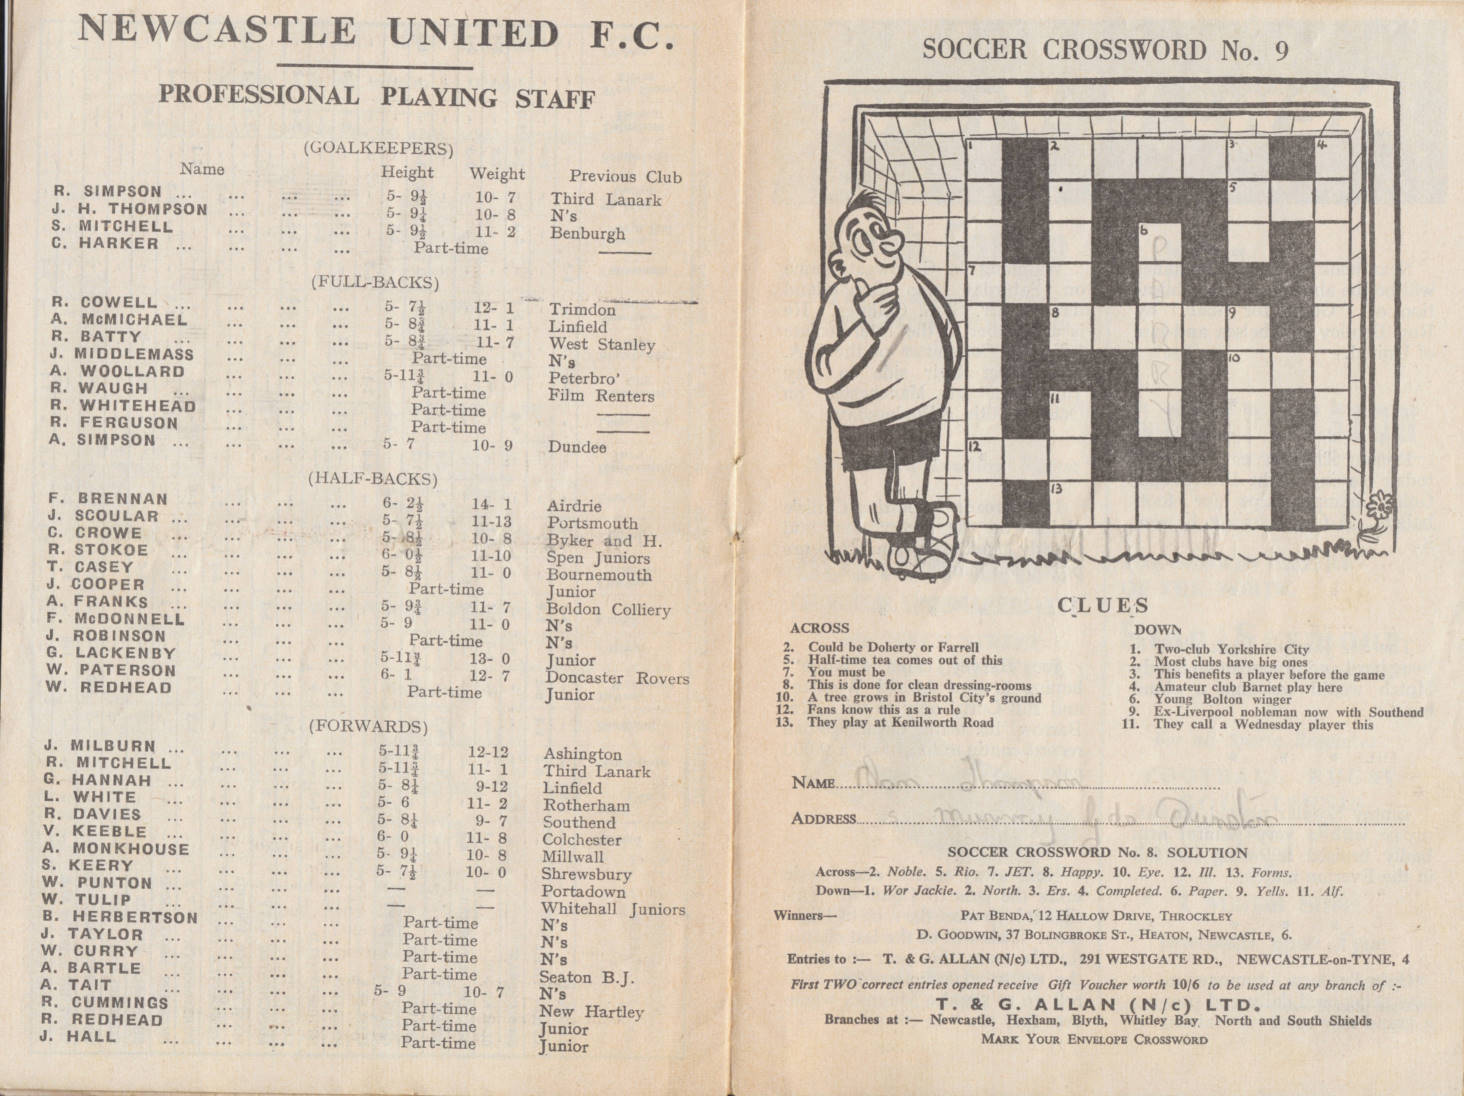 NEWCASTLE UNITED F.C.
PROFESSIONAL PLAYING STAFF
(GOALKEEPERS)
Name Height Weight Previous Club
R. SIMPSON ... ... ... ... 5- 9½ 10- 7 Third Lanark
J. H. THOMPSON ... ... ... 5- 9¼ 10- 8 N's
S. MITCHELL ... ... ... 5- 9½ 11- 2 Benburgh
C. HARKER ... ... ... ... Part-time ——
(FULL-BACKS)
R. COWELL ... ... ... ... 5- 7½ 12- 1 Trimdon
A. McMICHAEL ... ... ... 5- 8¾ 11- 1 Linfield
R. BATTY ... ... ... ... 5- 8¾ 11- 7 West Stanley
J. MIDDLEMASS ... ... ... Part-time N's
A. WOOLLARD ... ... ... 5-11¾ 11- 0 Peterbro'
R. WAUGH ... ... ... ... Part-time Film Renters
R. WHITEHEAD ... ... ... Part-time ——
R. FERGUSON ... ... ... Part-time ——
A. SIMPSON ... ... ... ... 5- 7 10- 9 Dundee
(HALF-BACKS)
F. BRENNAN ... ... ... 6- 2½ 14- 1 Airdrie
J. SCOULAR ... ... ... ... 5- 7½ 11-13 Portsmouth
C. CROWE ... ... ... ... 5- 8½ 10- 8 Byker and H.
R. STOKOE ... ... ... ... 6- 0½ 11-10 Spen Juniors
T. CASEY ... ... ... ... 5- 8½ 11- 0 Bournemouth
J. COOPER ... ... ... ... Part-time Junior
A. FRANKS ... ... ... ... 5- 9¾ 11- 7 Boldon Colliery
F. McDONNELL ... ... ... 5- 9 11- 0 N's
J. ROBINSON ... ... ... Part-time N's
G. LACKENBY ... ... ... 5-11¾ 13- 0 Junior
W. PATERSON ... ... ... 6- 1 12- 7 Doncaster Rovers
W. REDHEAD ... ... ... Part-time Junior
(FORWARDS)
J. MILBURN ... ... ... ... 5-11¾ 12-12 Ashington
R. MITCHELL ... ... ... 5-11¾ 11- 1 Third Lanark
G. HANNAH ... ... ... ... 5- 8¼ 9-12 Linfield
L. WHITE ... ... ... ... 5- 6 11- 2 Rotherham
R. DAVIES ... ... ... ... 5- 8¼ 9- 7 Southend
V. KEEBLE ... ... ... ... 6- 0 11- 8 Colchester
A. MONKHOUSE ... ... ... 5- 9¼ 10- 8 Millwall
S. KEERY ... ... ... ... 5- 7½ 10- 0 Shrewsbury
W. PUNTON ... ... ... ... — — Portadown
W. TULIP ... ... ... ... — — Whitehall Juniors
B. HERBERTSON ... ... ... Part-time N's
J. TAYLOR ... ... ... ... Part-time N's
W. CURRY ... ... ... ... Part-time N's
A. BARTLE ... ... ... ... Part-time Seaton B.J.
A. TAIT ... ... ... ... 5- 9 10- 7 N's
R. CUMMINGS ... ... ... Part-time New Hartley
R. REDHEAD ... ... ... Part-time Junior
J. HALL ... ... ... ... Part-time Junior
SOCCER CROSSWORD No. 9
1 2 3 4
5
6
7
8 9
10
11
12
13
CLUES
ACROSS
2. Could be Doherty or Farrell
5. Half-time tea comes out of this
7. You must be
8. This is done for clean dressing-rooms
10. A tree grows in Bristol City's ground
12. Fans know this as a rule
13. They play at Kenilworth Road
DOWN
1. Two-club Yorkshire City
2. Most clubs have big ones
3. This benefits a player before the game
4. Amateur club Barnet play here
6. Young Bolton winger
9. Ex-Liverpool nobleman now with Southend
11. They call a Wednesday player this
NAME
ADDRESS
SOCCER CROSSWORD No. 8. SOLUTION
Across—2. Noble. 5. Rio. 7. JET. 8. Happy. 10. Eye. 12. Ill. 13. Forms.
Down—1. Wor Jackie. 2. North. 3. Ers. 4. Completed. 6. Paper. 9. Yells. 11. Alf.
Winners— PAT BENDA, 12 HALLOW DRIVE, THROCKLEY
D. GOODWIN, 37 BOLINGBROKE ST., HEATON, NEWCASTLE, 6.
Entries to :— T. & G. ALLAN (N/c) LTD., 291 WESTGATE RD., NEWCASTLE-on-TYNE, 4
First TWO correct entries opened receive Gift Voucher worth 10/6 to be used at any branch of :-
T. & G. ALLAN (N/c) LTD.
Branches at :— Newcastle, Hexham, Blyth, Whitley Bay North and South Shields
MARK YOUR ENVELOPE CROSSWORD